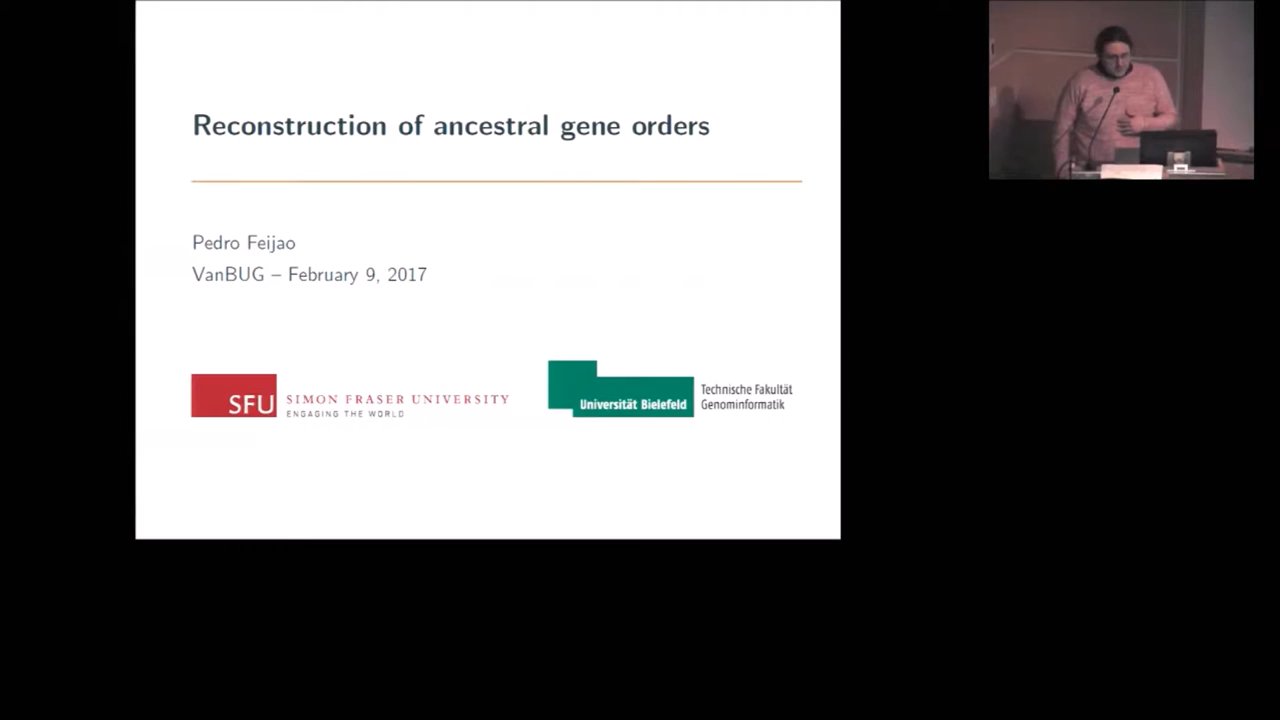 Reconstruction of ancestral gene orders
Pedro Feijao
VanBUG – February 9, 2017
SFU SIMON FRASER UNIVERSITY
ENGAGING THE WORLD
Universität Bielefeld
Technische Fakultät
Genominformatik